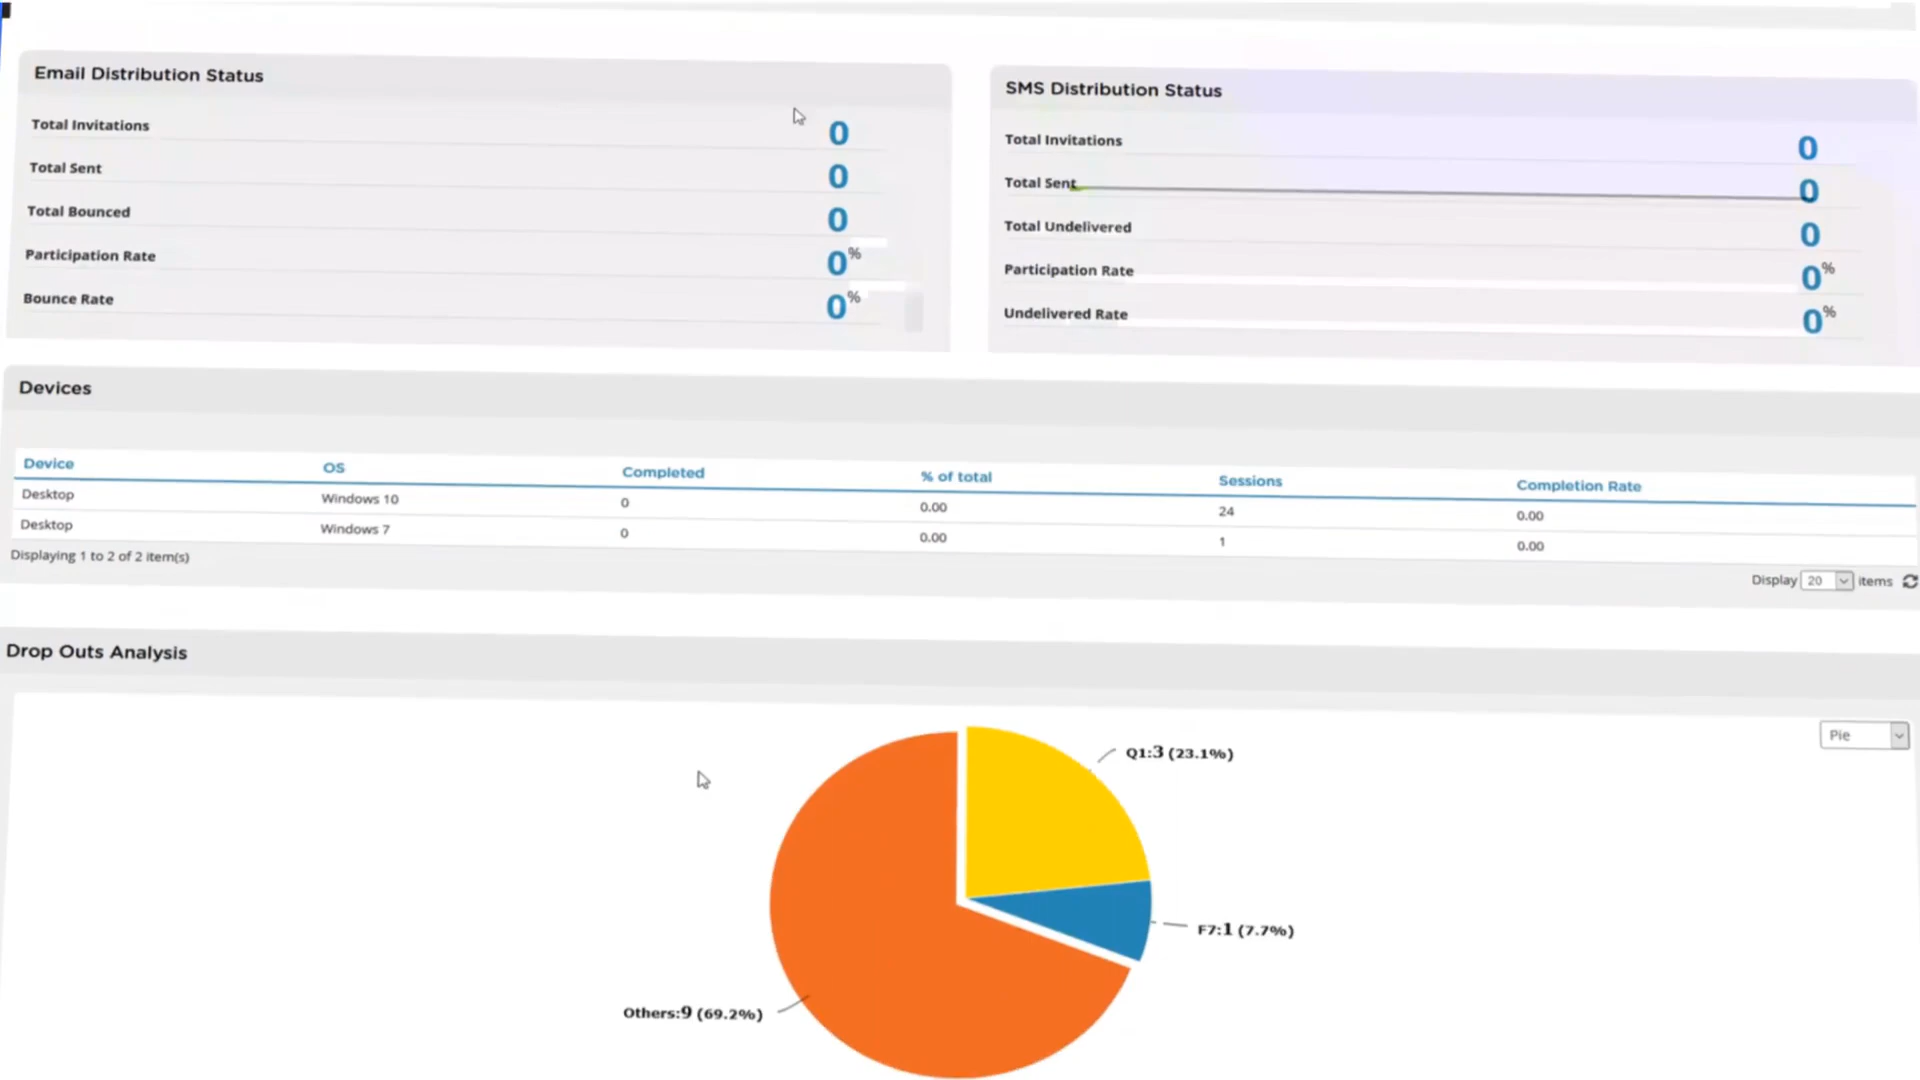 Email Distribution Status
Total Invitations 0
Total Sent 0
Total Bounced 0
Participation Rate 0%
Bounce Rate 0%
SMS Distribution Status
Total Invitations 0
Total Sent 0
Total Undelivered 0
Participation Rate 0%
Undelivered Rate 0%
Devices
Device OS Completed % of total Sessions Completion Rate
Desktop Windows 10 0 0.00 24 0.00
Desktop Windows 7 0 0.00 1 0.00
Displaying 1 to 2 of 2 item(s)
Display 20 items
Drop Outs Analysis
Pie
Q1:3 (23.1%)
F7:1 (7.7%)
Others:9 (69.2%)